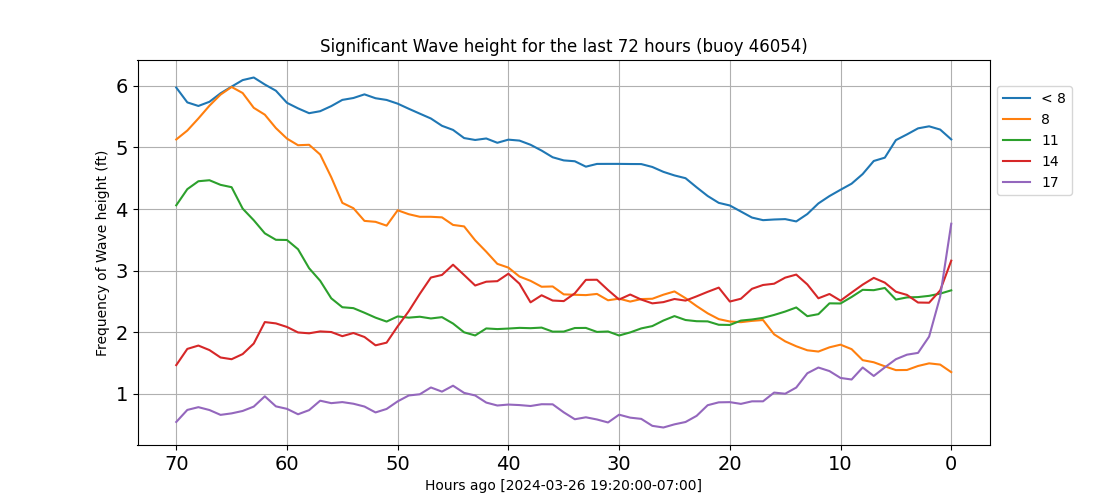 Significant Wave height for the last 72 hours (buoy 46054)
Frequency of Wave height (ft)
6
5
4
3
2
1
70 60 50 40 30 20 10 0
Hours ago [2024-03-26 19:20:00-07:00]
< 8
8
11
14
17